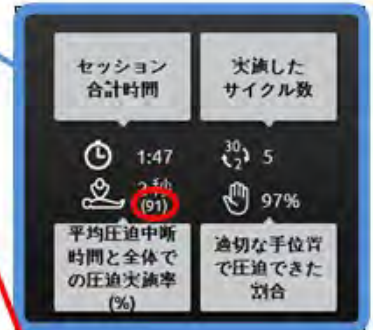 セッション
合計時間
実施した
サイクル数
1:47
30
2
5
(91)
97%
平均圧迫中断
時間と全体で
の圧迫実施率
(%)
適切な手位置
で圧迫できた
割合